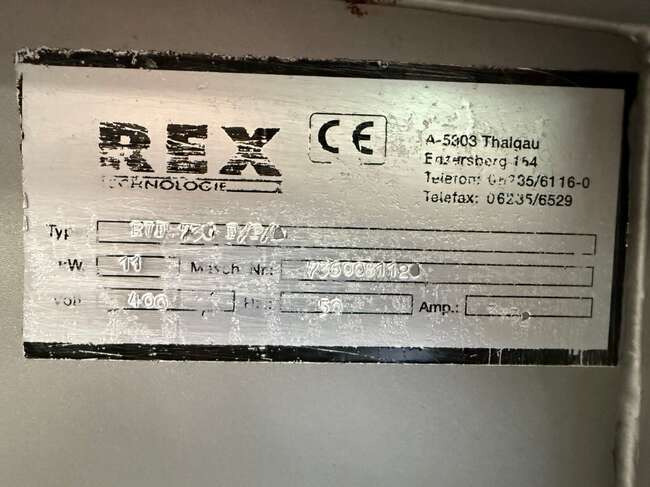 REX
TECHNOLOGIE
CE
A-5303 Thalgau
Enzersberg 184
Telefon: 06235/6116-0
Telefax: 06235/6529
Typ
kW 11 Masch. Nr.:
Volt 400 Hz: 50 Amp.: